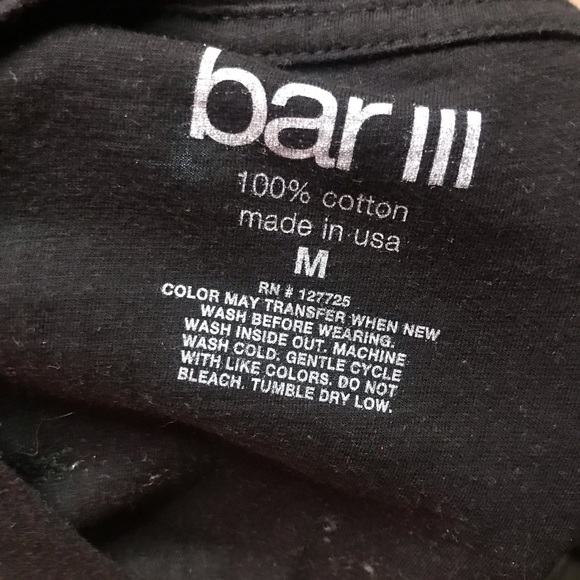 bar III
100% cotton
made in usa
M
RN # 127725
COLOR MAY TRANSFER WHEN NEW
WASH BEFORE WEARING.
WASH INSIDE OUT. MACHINE
WASH COLD. GENTLE CYCLE
WITH LIKE COLORS. DO NOT
BLEACH. TUMBLE DRY LOW.